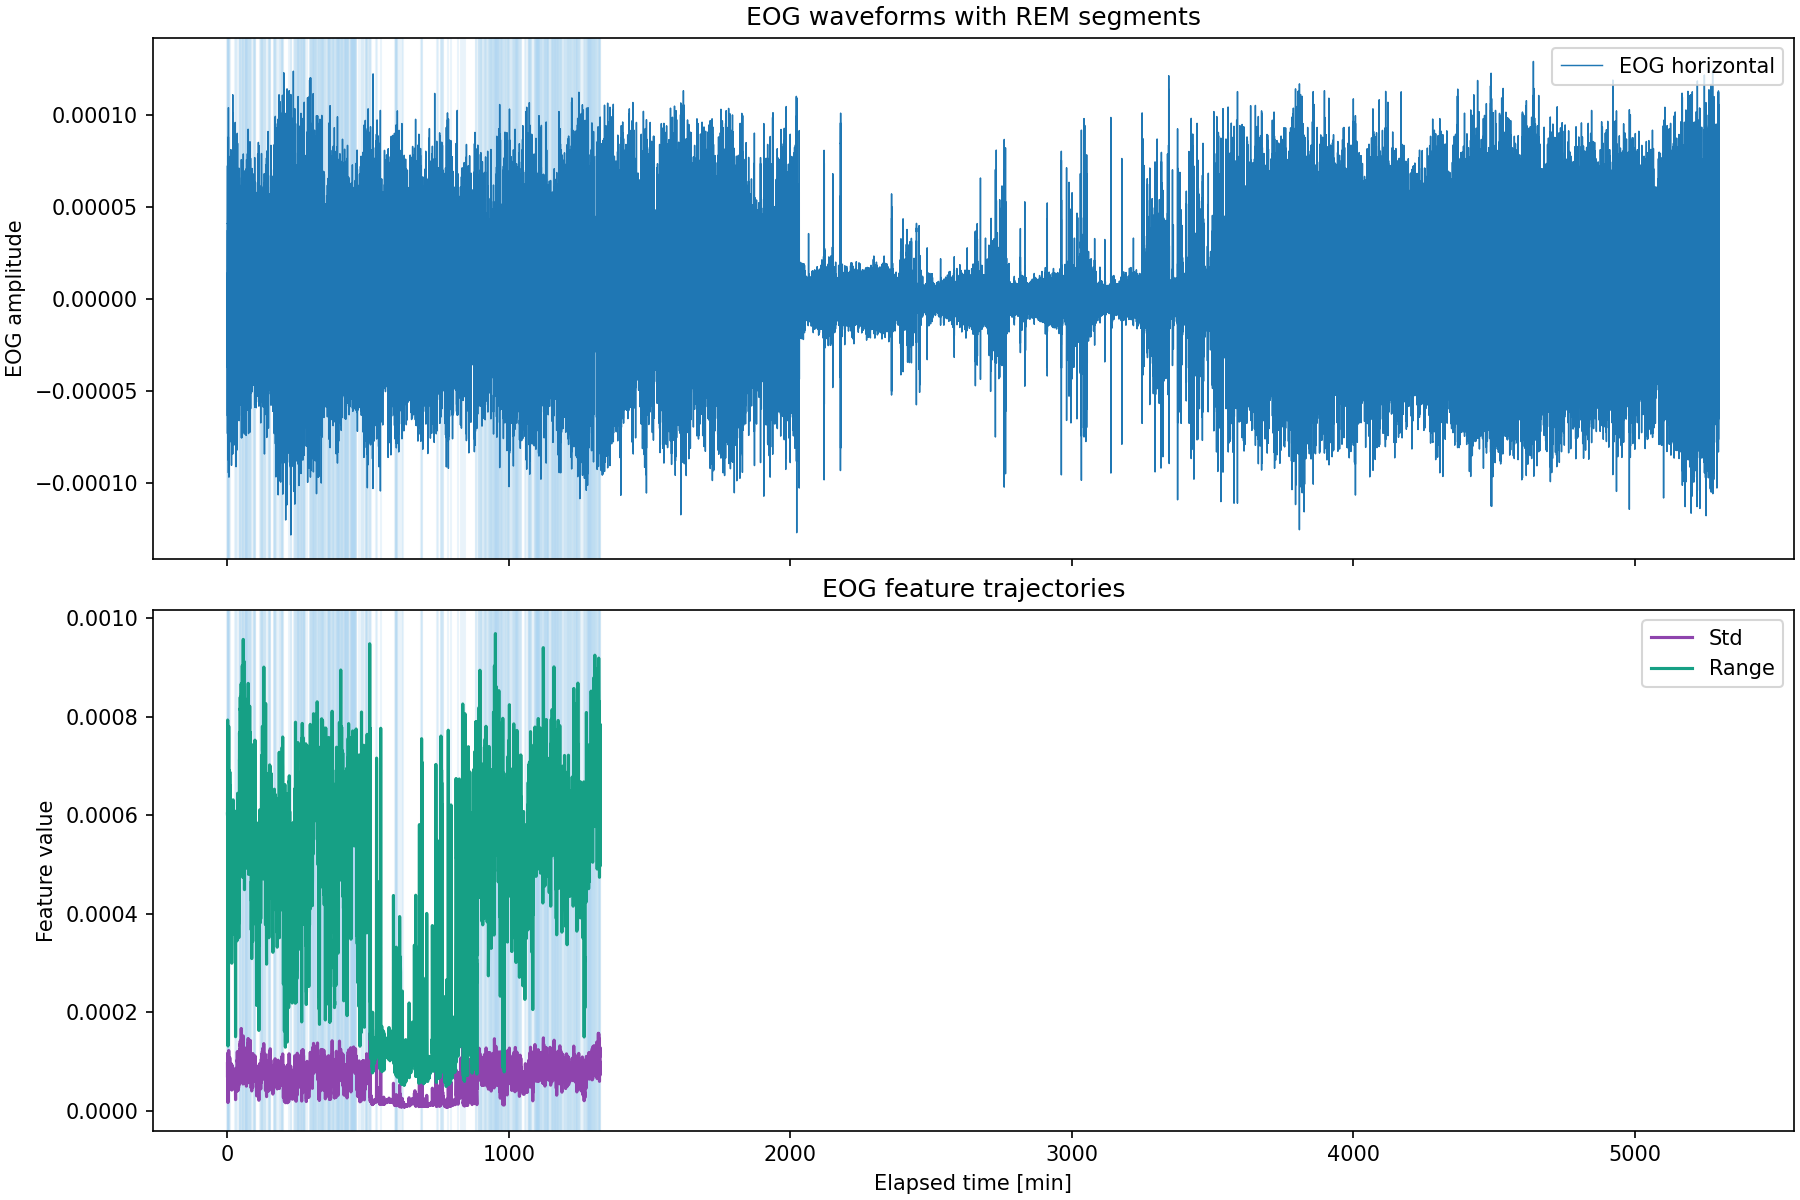 EOG waveforms with REM segments
EOG horizontal
0.00010
0.00005
0.00000
−0.00005
−0.00010
EOG amplitude
EOG feature trajectories
Std
Range
0.0010
0.0008
0.0006
0.0004
0.0002
0.0000
Feature value
0 1000 2000 3000 4000 5000
Elapsed time [min]